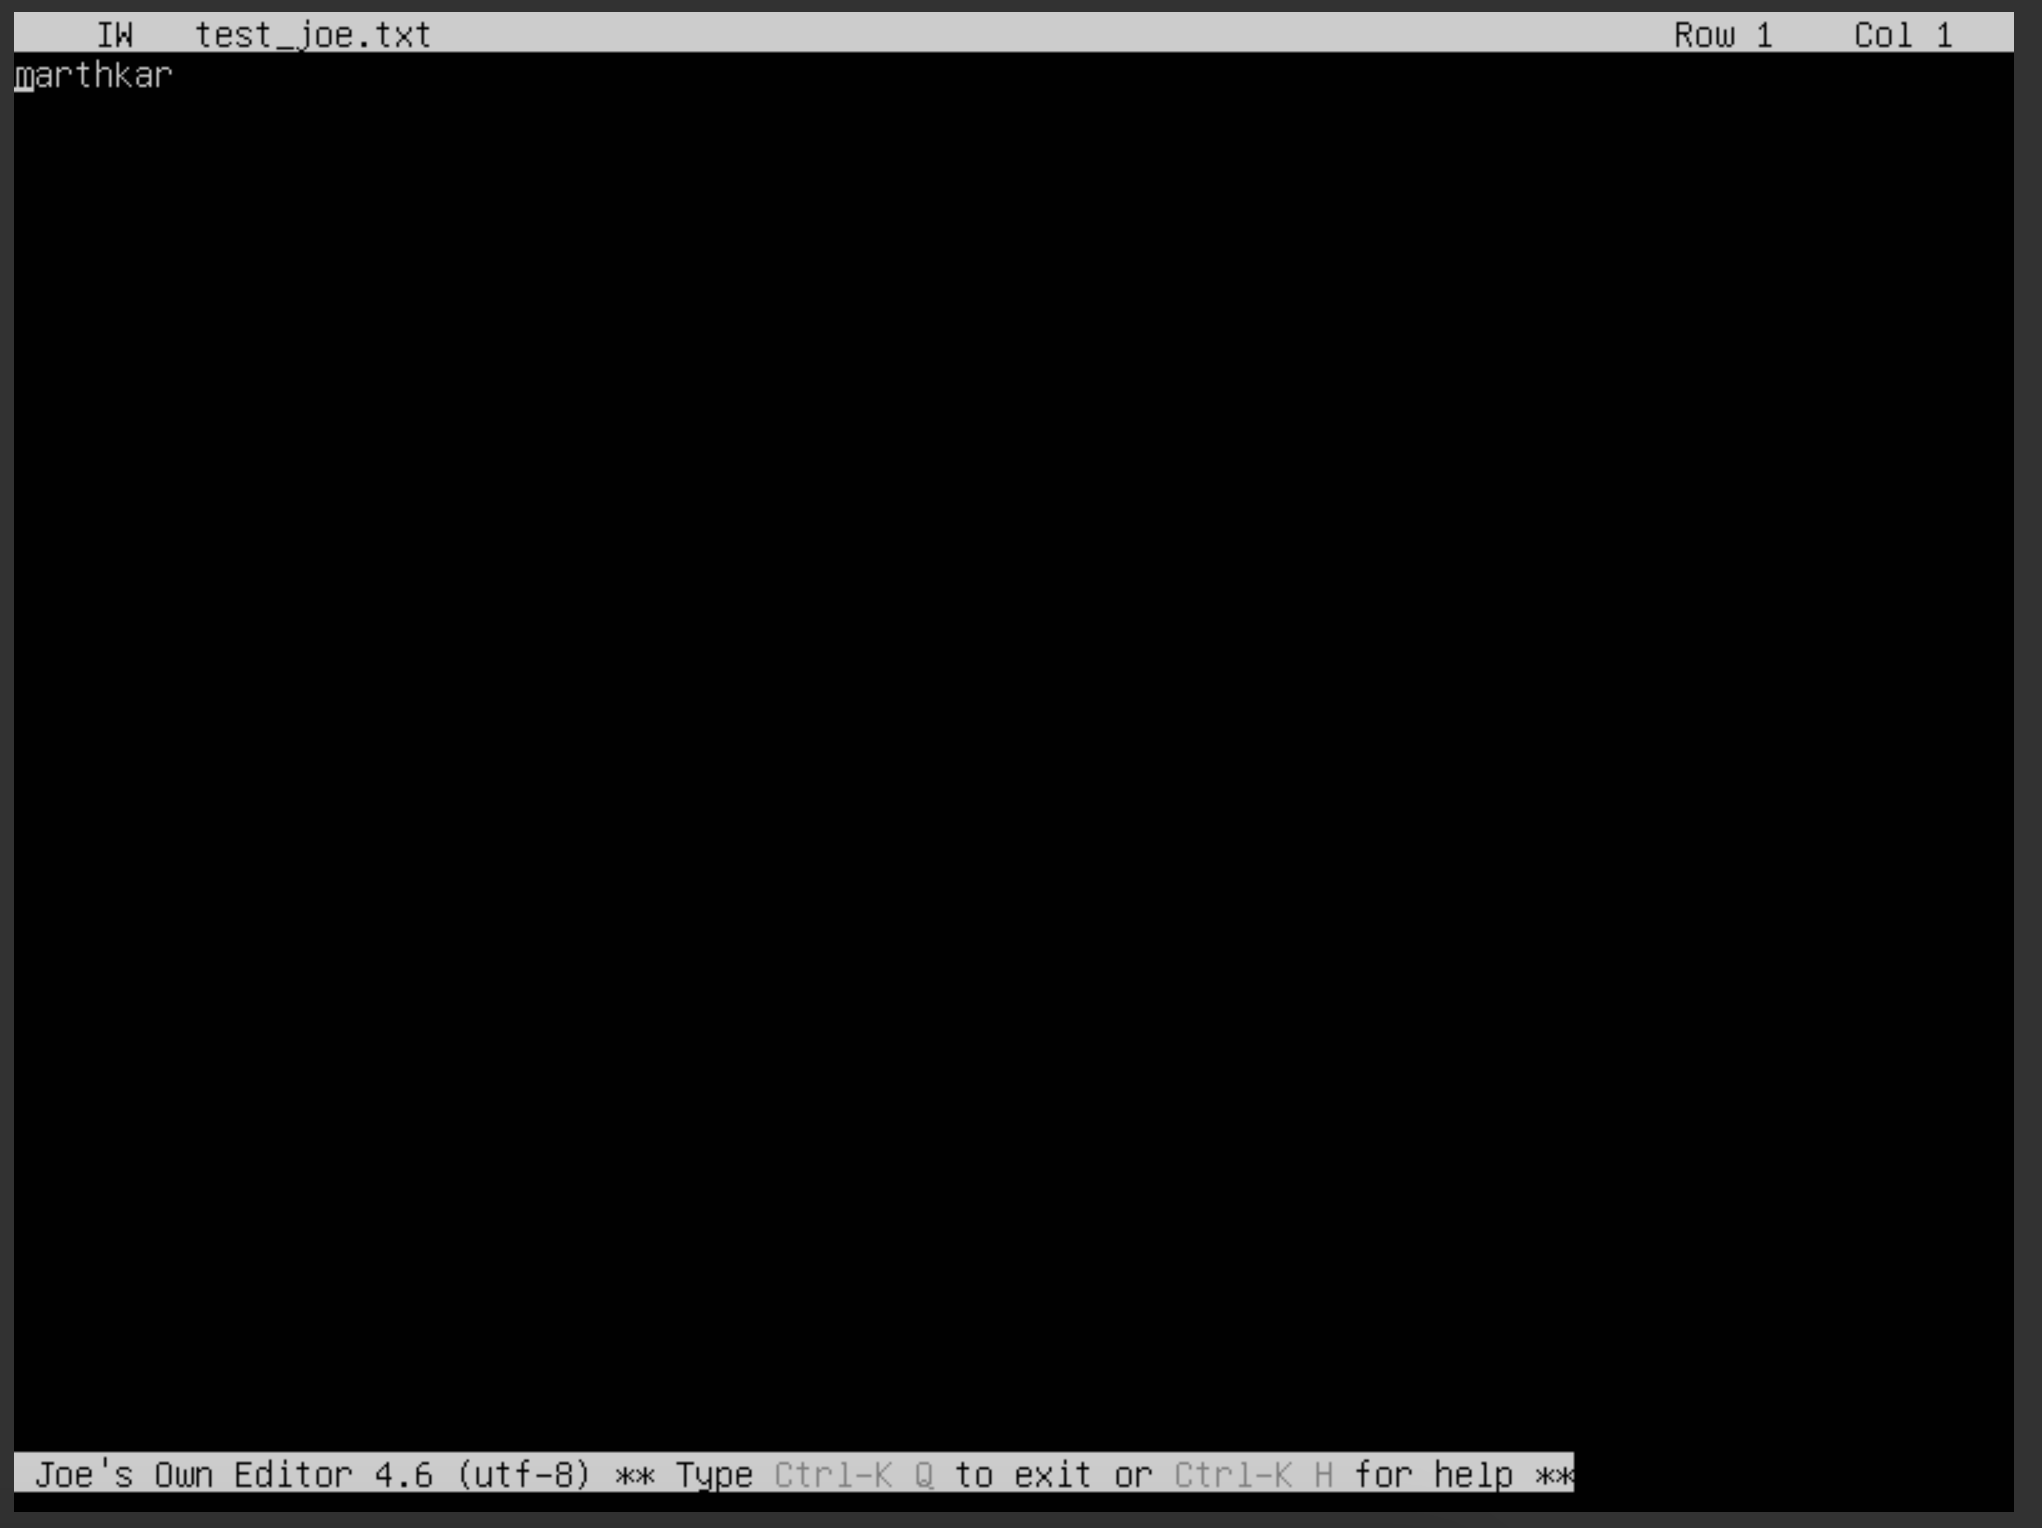 IW test_joe.txt Row 1 Col 1
marthkar
Joe's Own Editor 4.6 (utf-8) ** Type Ctrl-K Q to exit or Ctrl-K H for help **